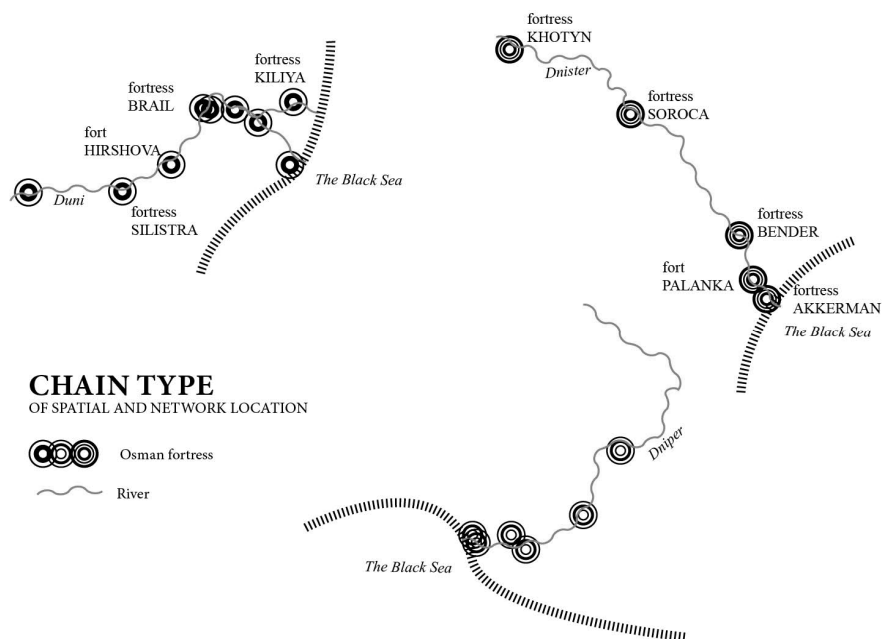 fortress
KHOTYN
Dnister
fortress
SOROCA
fortress
KILIYA
fortress
BRAIL
fort
HIRSHOVA
Duni
fortress
SILISTRA
The Black Sea
fortress
BENDER
fort
PALANKA
fortress
AKKERMAN
The Black Sea
CHAIN TYPE
OF SPATIAL AND NETWORK LOCATION
Osman fortress
River
Dniper
The Black Sea